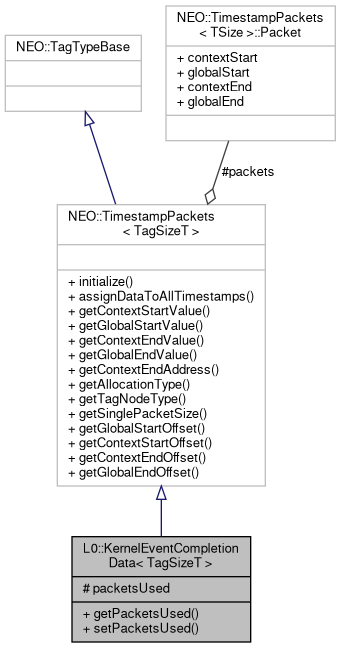 NEO::TagTypeBase
NEO::TimestampPackets
< TSize >::Packet
+ contextStart
+ globalStart
+ contextEnd
+ globalEnd
#packets
NEO::TimestampPackets
< TagSizeT >
+ initialize()
+ assignDataToAllTimestamps()
+ getContextStartValue()
+ getGlobalStartValue()
+ getContextEndValue()
+ getGlobalEndValue()
+ getContextEndAddress()
+ getAllocationType()
+ getTagNodeType()
+ getSinglePacketSize()
+ getGlobalStartOffset()
+ getContextStartOffset()
+ getContextEndOffset()
+ getGlobalEndOffset()
L0::KernelEventCompletion
Data< TagSizeT >
# packetsUsed
+ getPacketsUsed()
+ setPacketsUsed()